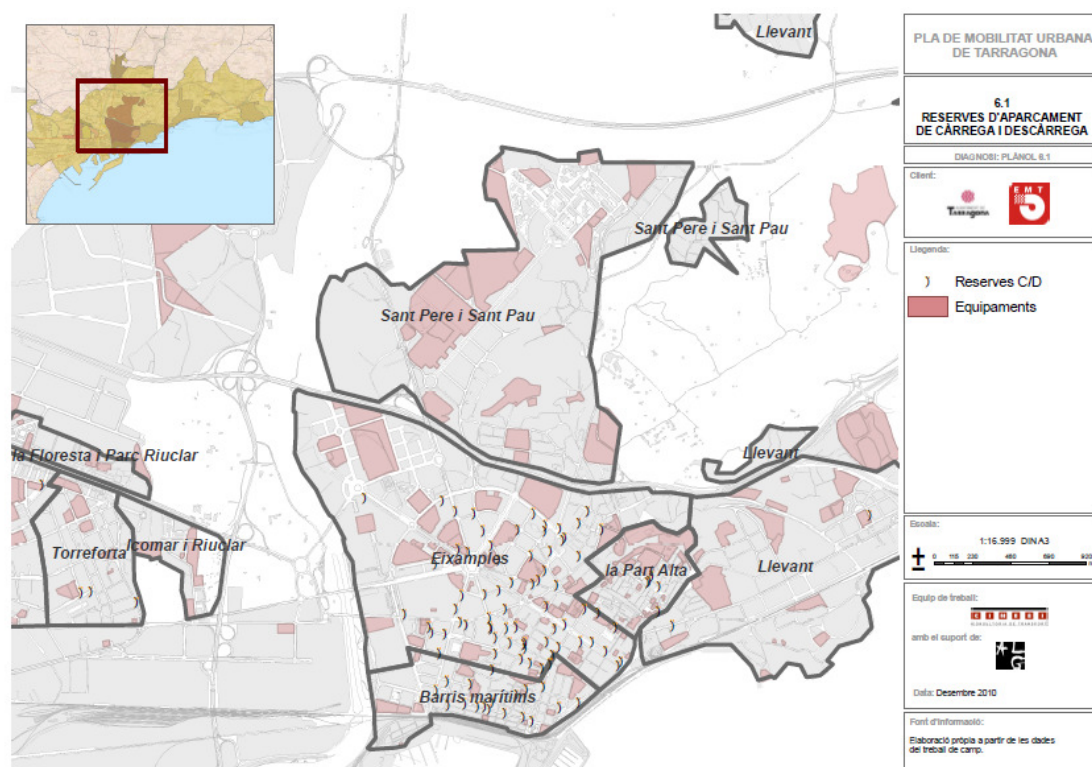 PLA DE MOBILITAT URBANA
DE TARRAGONA
6.1
RESERVES D'APARCAMENT
DE CÀRREGA I DESCÀRREGA
DIAGNOSI: PLÀNOL 6.1
Client:
TARRAGONA
EMT
Llegenda:
Reserves C/D
Equipaments
Escala:
1:16.999 DIN A3
0 115 230 460 690 920
Equip de treball:
CINESI
amb el suport de:
Data: Desembre 2010
Font d'informació:
Elaboració pròpia a partir de les dades
del treball de camp.
Llevant
Sant Pere i Sant Pau
Sant Pere i Sant Pau
la Floresta i Parc Riuclar
Llevant
Torreforta
Icomar i Riuclar
Eixamples
la Part Alta
Llevant
Barris marítims